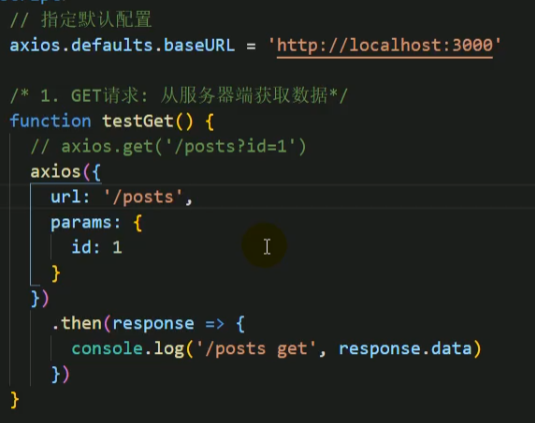 // 指定默认配置
axios.defaults.baseURL = 'http://localhost:3000'
/* 1. GET请求: 从服务器端获取数据*/
function testGet() {
// axios.get('/posts?id=1')
axios({
url: '/posts',
params: {
id: 1
}
})
.then(response => {
console.log('/posts get', response.data)
})
}